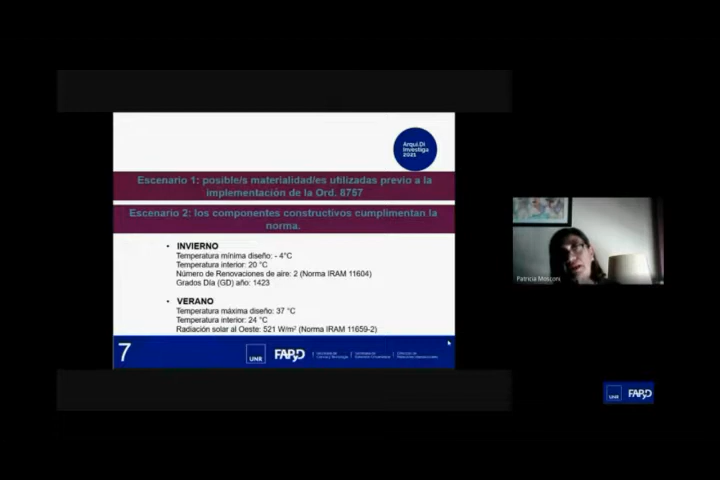 Arqui.Di
Investiga
2021
Escenario 1: posible/s materialidad/es utilizadas previo a la
implementación de la Ord. 8757
Escenario 2: los componentes constructivos cumplimentan la
norma.
• INVIERNO
Temperatura mínima diseño: - 4°C
Temperatura interior: 20 °C
Número de Renovaciones de aire: 2 (Norma IRAM 11604)
Grados Día (GD) año: 1423
• VERANO
Temperatura máxima diseño: 37 °C
Temperatura interior: 24 °C
Radiación solar al Oeste: 521 W/m² (Norma IRAM 11659-2)
7
UNR
FAPyD
Patricia Mosconi
UNR
FAPyD